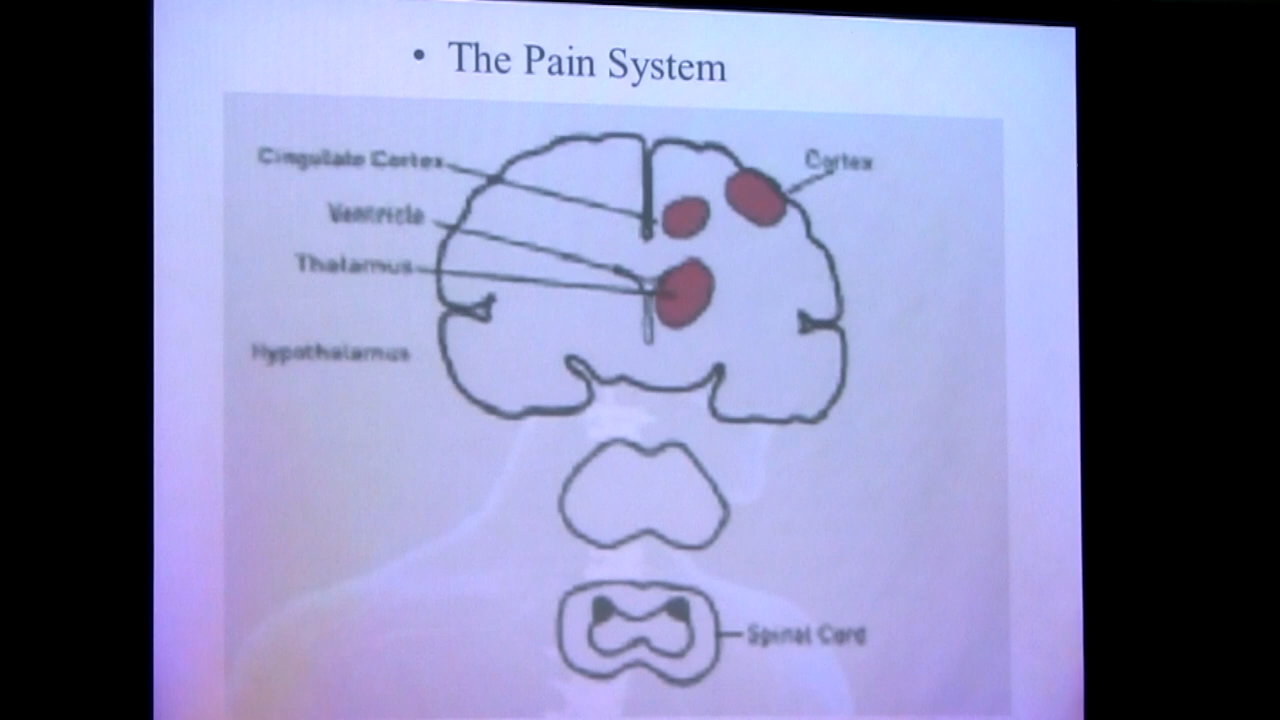 • The Pain System
Cingulate Cortex
Cortex
Ventricle
Thalamus
Hypothalamus
Spinal Cord